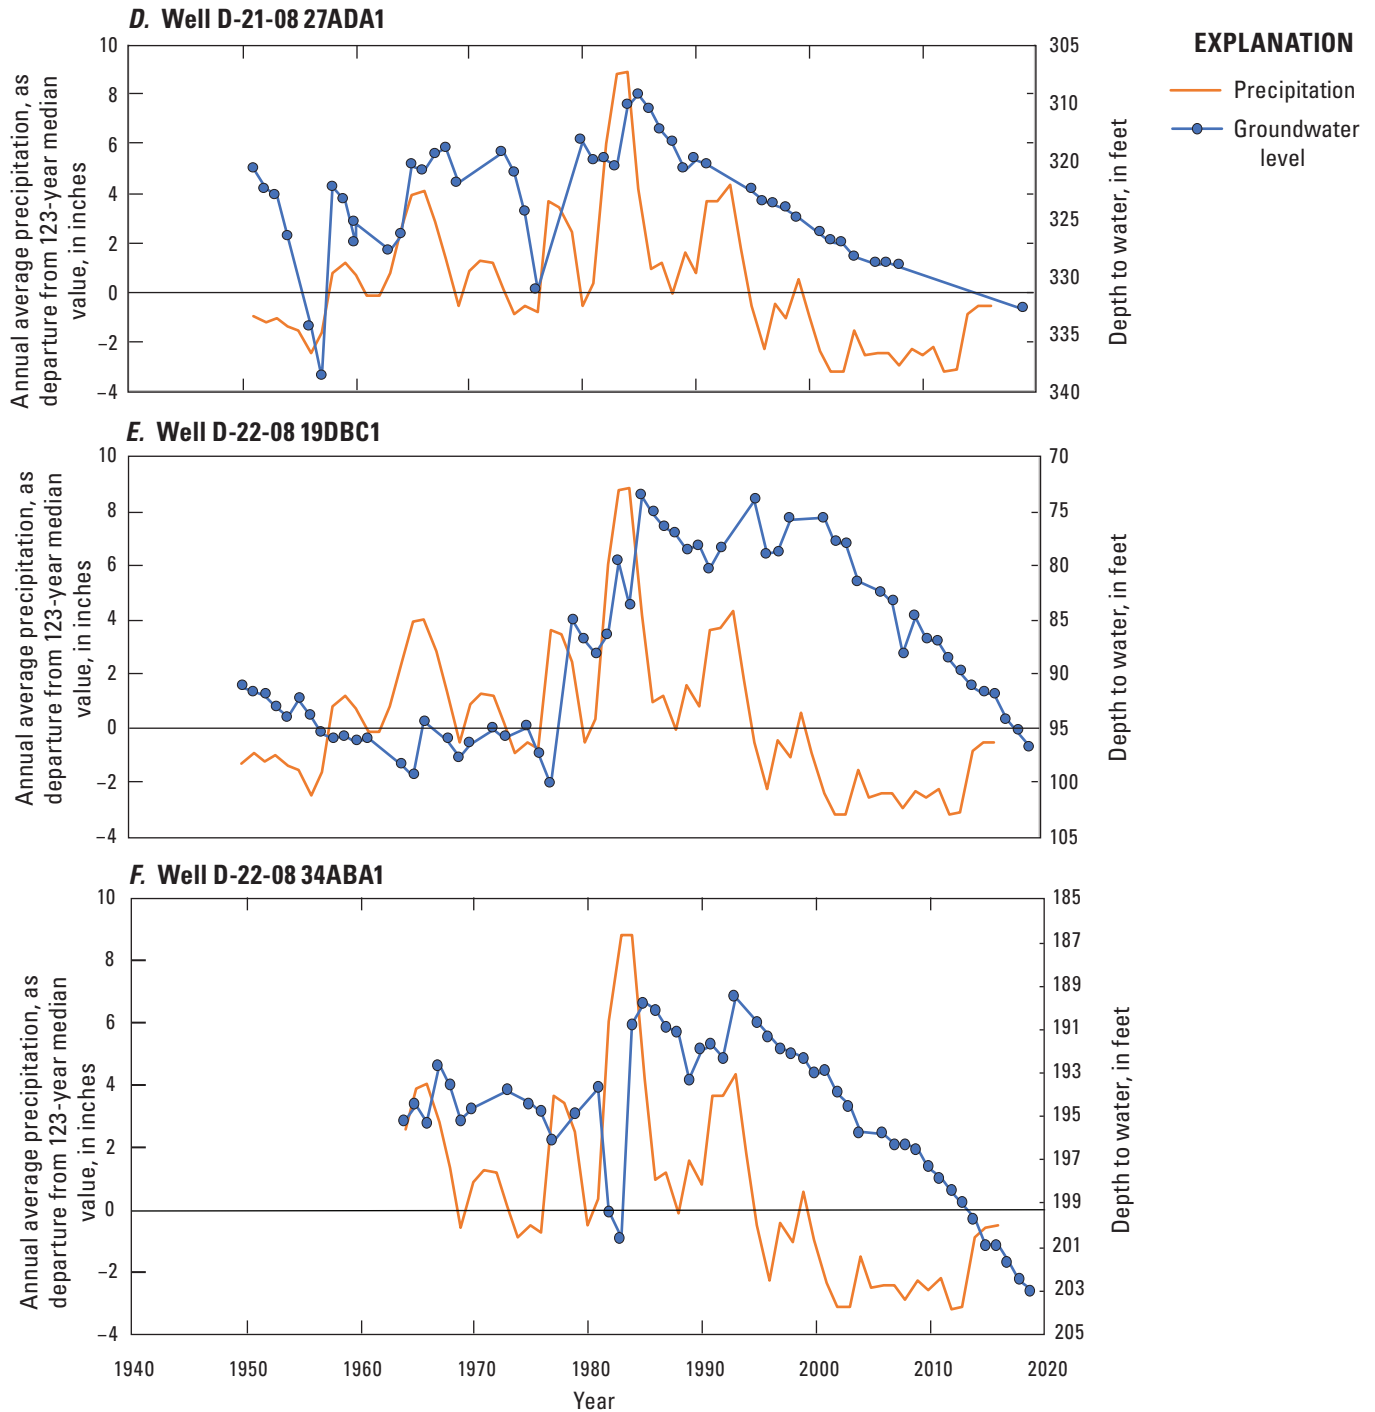 D. Well D-21-08 27ADA1
10
8
6
4
2
0
–2
–4
Annual average precipitation, as
departure from 123-year median
value, in inches
305
310
315
320
325
330
335
340
Depth to water, in feet
EXPLANATION
Precipitation
Groundwater
level
E. Well D-22-08 19DBC1
10
8
6
4
2
0
–2
–4
Annual average precipitation, as
departure from 123-year median
value, in inches
70
75
80
85
90
95
100
105
Depth to water, in feet
F. Well D-22-08 34ABA1
10
8
6
4
2
0
–2
–4
Annual average precipitation, as
departure from 123-year median
value, in inches
185
187
189
191
193
195
197
199
201
203
205
Depth to water, in feet
1940 1950 1960 1970 1980 1990 2000 2010 2020
Year